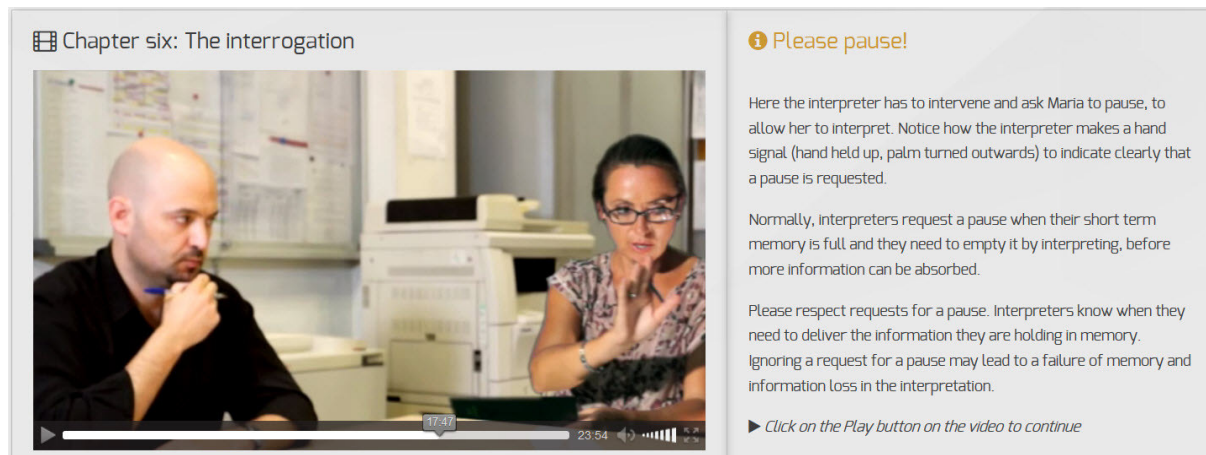 Chapter six: The interrogation
17:47
23:54
Please pause!
Here the interpreter has to intervene and ask Maria to pause, to
allow her to interpret. Notice how the interpreter makes a hand
signal (hand held up, palm turned outwards) to indicate clearly that
a pause is requested.
Normally, interpreters request a pause when their short term
memory is full and they need to empty it by interpreting, before
more information can be absorbed.
Please respect requests for a pause. Interpreters know when they
need to deliver the information they are holding in memory.
Ignoring a request for a pause may lead to a failure of memory and
information loss in the interpretation.
Click on the Play button on the video to continue